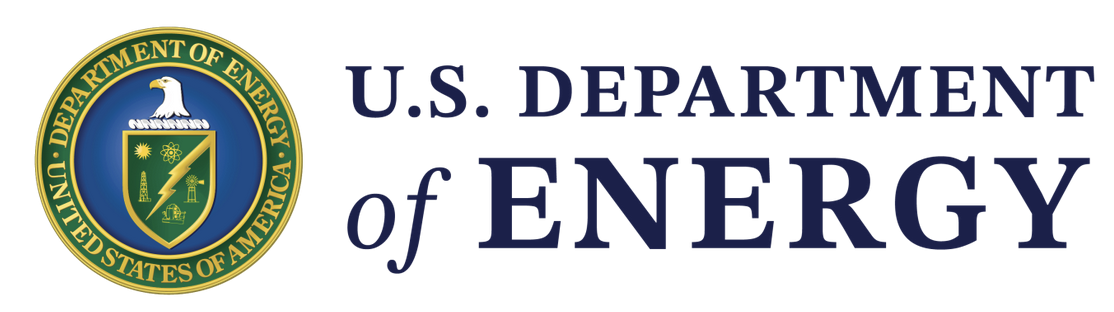 DEPARTMENT OF ENERGY
UNITED STATES OF AMERICA
U.S. DEPARTMENT
of ENERGY